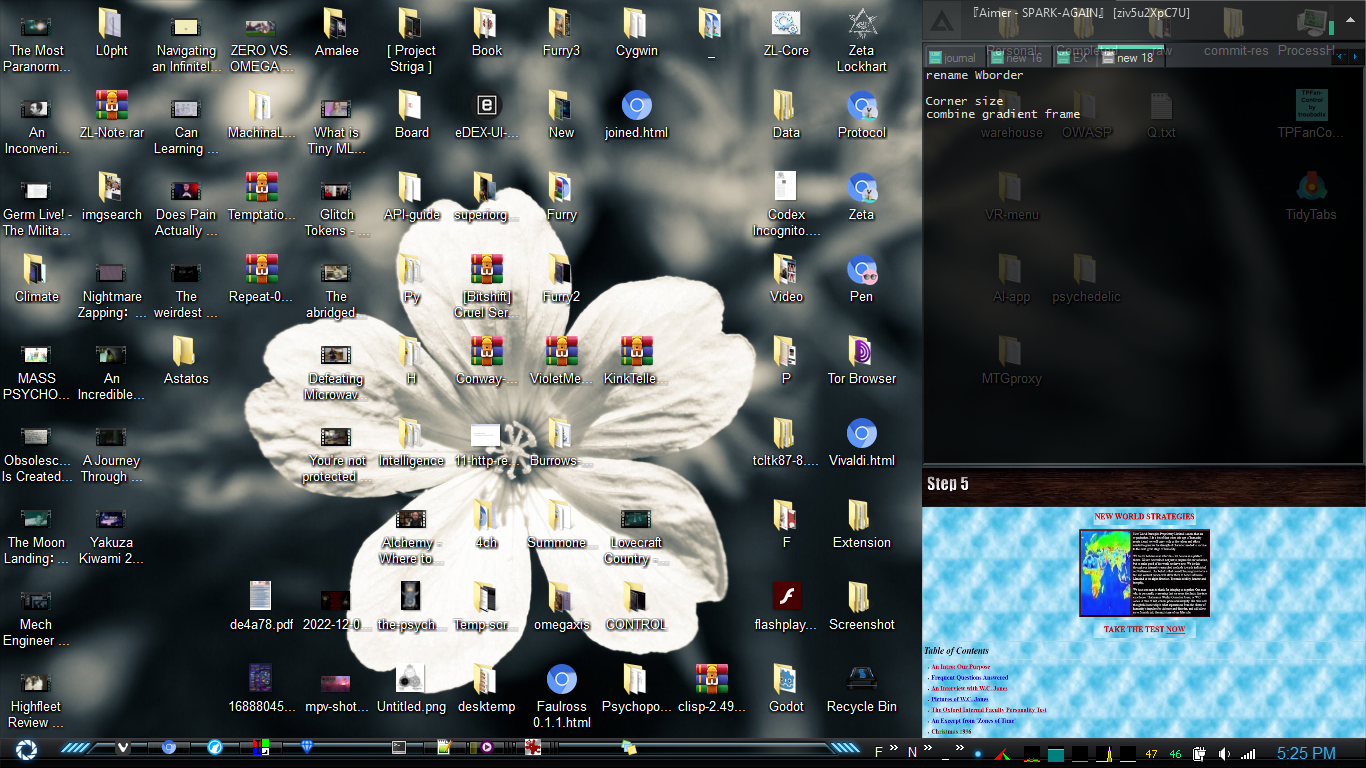 The Most
Paranorm...
L0pht
Navigating
an Infinitel...
ZERO VS.
OMEGA ...
Amalee
[ Project
Striga ]
Book
Furry3
Cygwin
_
ZL-Core
Zeta
Lockhart
An
Inconveni...
ZL-Note.rar
Can
Learning ...
MachinaL...
What is
Tiny ML...
Board
eDEX-UI-...
New
joined.html
Data
Protocol
Germ Live! -
The Milita...
imgsearch
Does Pain
Actually ...
Temptatio...
Glitch
Tokens - ...
API-guide
superiorg...
Furry
Codex
Incognito....
Zeta
Climate
Nightmare
Zapping: ...
The
weirdest ...
Repeat-0...
The
abridged...
Py
[Bitshift]
Cruel Ser...
Furry2
Video
Pen
MASS
PSYCHO...
An
Incredible...
Astatos
Defeating
Microwav...
H
Conway-...
VioletMe...
KinkTelle...
P
Tor Browser
Obsolesc...
Is Created...
A Journey
Through ...
You're not
protected ...
Intelligence
11-http-re...
Burrows-...
tcltk87-8....
Vivaldi.html
The Moon
Landing: ...
Yakuza
Kiwami 2...
Alchemy -
Where to...
4ch
Summone...
Lovecraft
Country -...
F
Extension
Mech
Engineer ...
de4a78.pdf
2022-12-0...
the-psych...
Temp-scr...
omegaxis
CONTROL
flashplay...
Screenshot
Highfleet
Review ...
16888045...
mpv-shot...
Untitled.png
desktemp
Faulross
0.1.1.html
Psychopo...
clisp-2.49...
Godot
Recycle Bin
『Aimer - SPARK-AGAIN』 [ziv5u2XpC7U]
Personal
Completed
raw
commit-res
ProcessH...
journal
new 16
EX
new 18
rename Wborder
Corner size
combine gradient frame
warehouse
OWASP
Q.txt
TPFanCo...
VR-menu
TidyTabs
AI-app
psychedelic
MTGproxy
Step 5
NEW WORLD STRATEGIES
TAKE THE TEST NOW
Table of Contents
An Intro: Our Purpose
Frequent Questions Answered
An Interview with W.C. Jones
Pictures of W.C. Jones
The Oxford Internal Faculty Personality Test
An Excerpt from 'Zones of Time'
Christmas 1996
F » N » _ » 47 46 5:25 PM